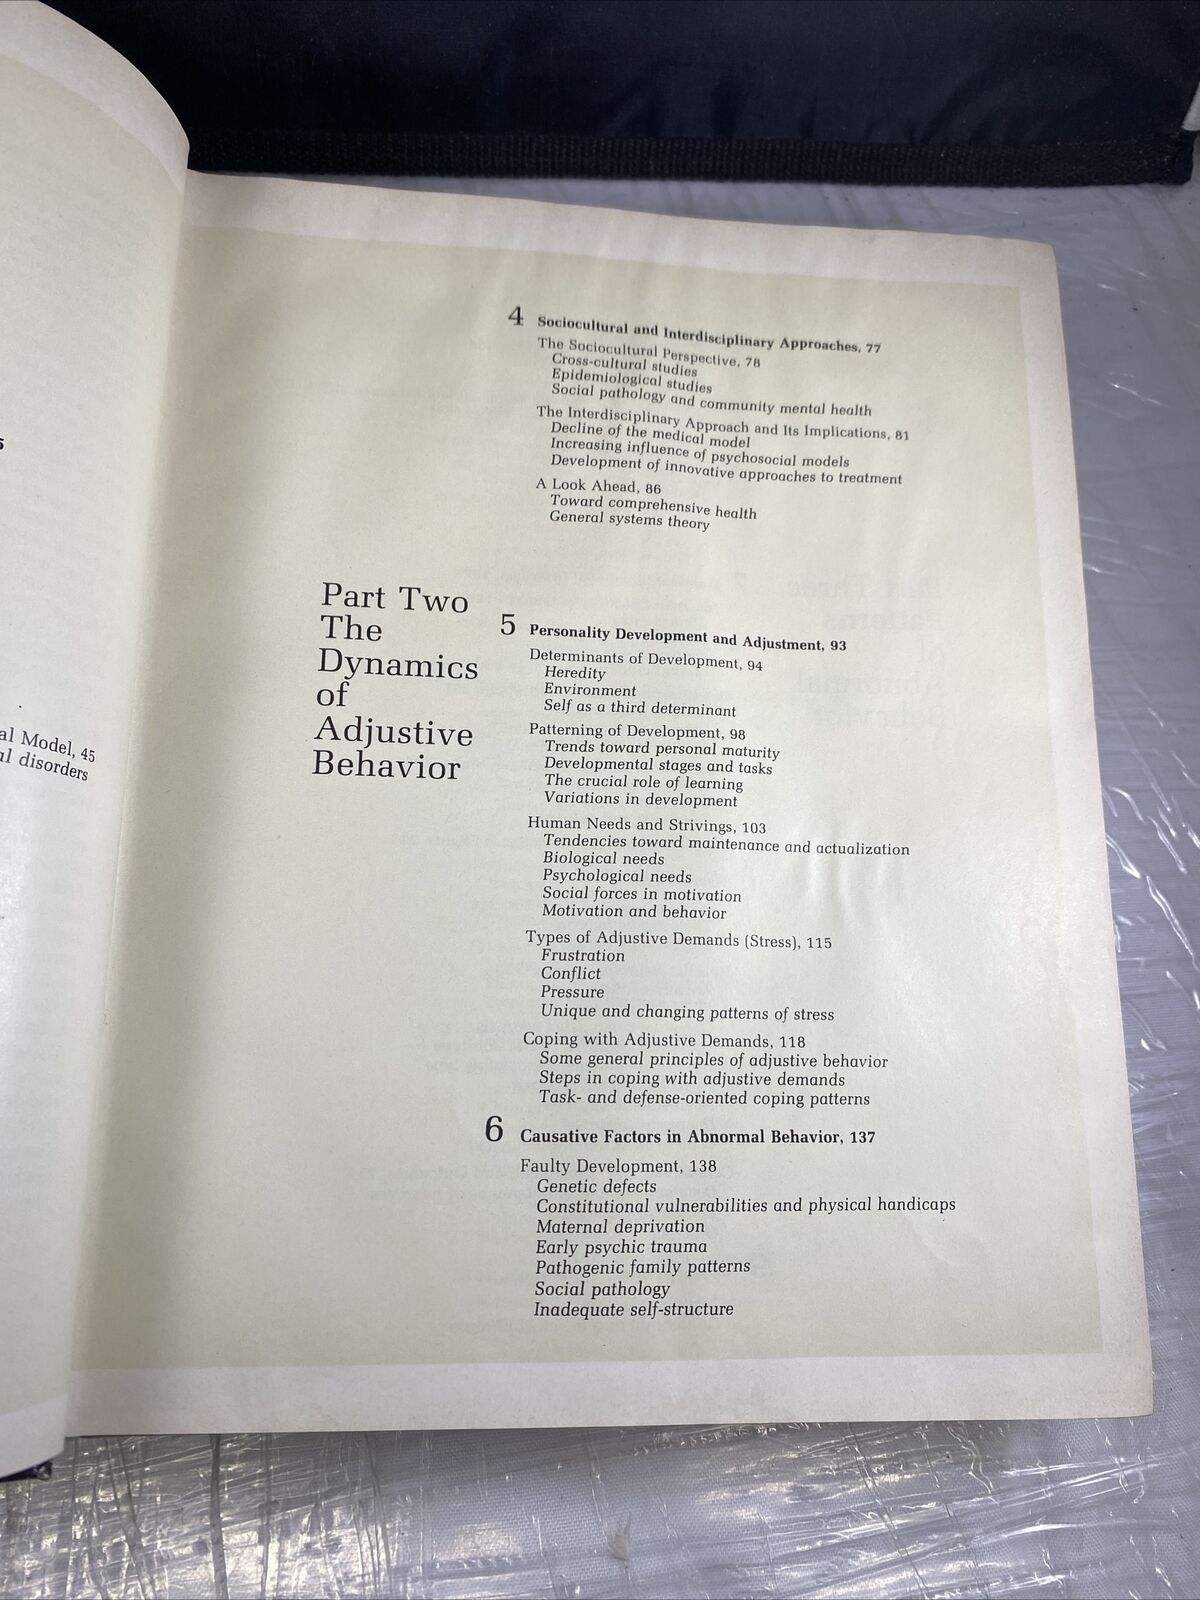 5
al Model, 45
al disorders
4 Sociocultural and Interdisciplinary Approaches, 77
The Sociocultural Perspective, 78
Cross-cultural studies
Epidemiological studies
Social pathology and community mental health
The Interdisciplinary Approach and Its Implications, 81
Decline of the medical model
Increasing influence of psychosocial models
Development of innovative approaches to treatment
A Look Ahead, 86
Toward comprehensive health
General systems theory
Part Two
The
Dynamics
of
Adjustive
Behavior
5 Personality Development and Adjustment, 93
Determinants of Development, 94
Heredity
Environment
Self as a third determinant
Patterning of Development, 98
Trends toward personal maturity
Developmental stages and tasks
The crucial role of learning
Variations in development
Human Needs and Strivings, 103
Tendencies toward maintenance and actualization
Biological needs
Psychological needs
Social forces in motivation
Motivation and behavior
Types of Adjustive Demands (Stress), 115
Frustration
Conflict
Pressure
Unique and changing patterns of stress
Coping with Adjustive Demands, 118
Some general principles of adjustive behavior
Steps in coping with adjustive demands
Task- and defense-oriented coping patterns
6 Causative Factors in Abnormal Behavior, 137
Faulty Development, 138
Genetic defects
Constitutional vulnerabilities and physical handicaps
Maternal deprivation
Early psychic trauma
Pathogenic family patterns
Social pathology
Inadequate self-structure